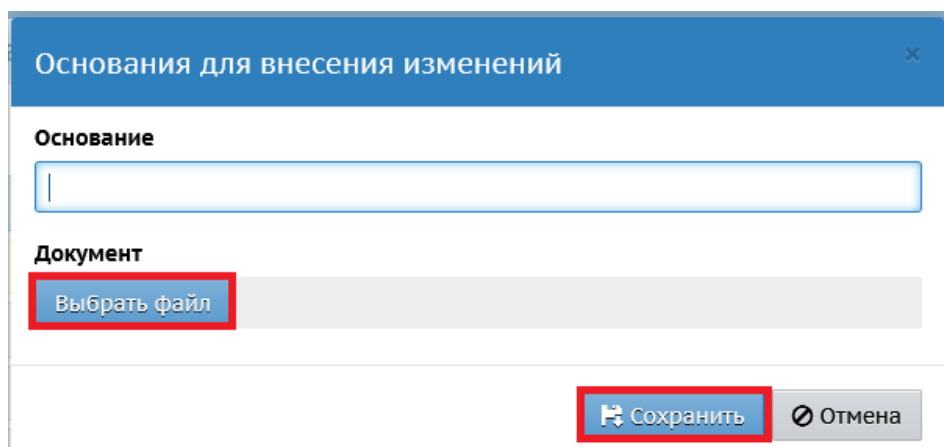 Основания для внесения изменений
Основание
Документ
Выбрать файл
Сохранить
Отмена